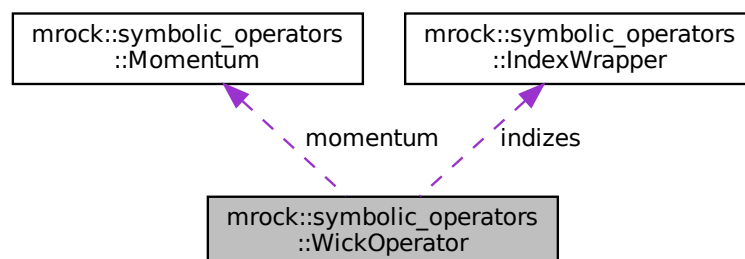 mrock::symbolic_operators
::Momentum
mrock::symbolic_operators
::IndexWrapper
momentum
indizes
mrock::symbolic_operators
::WickOperator